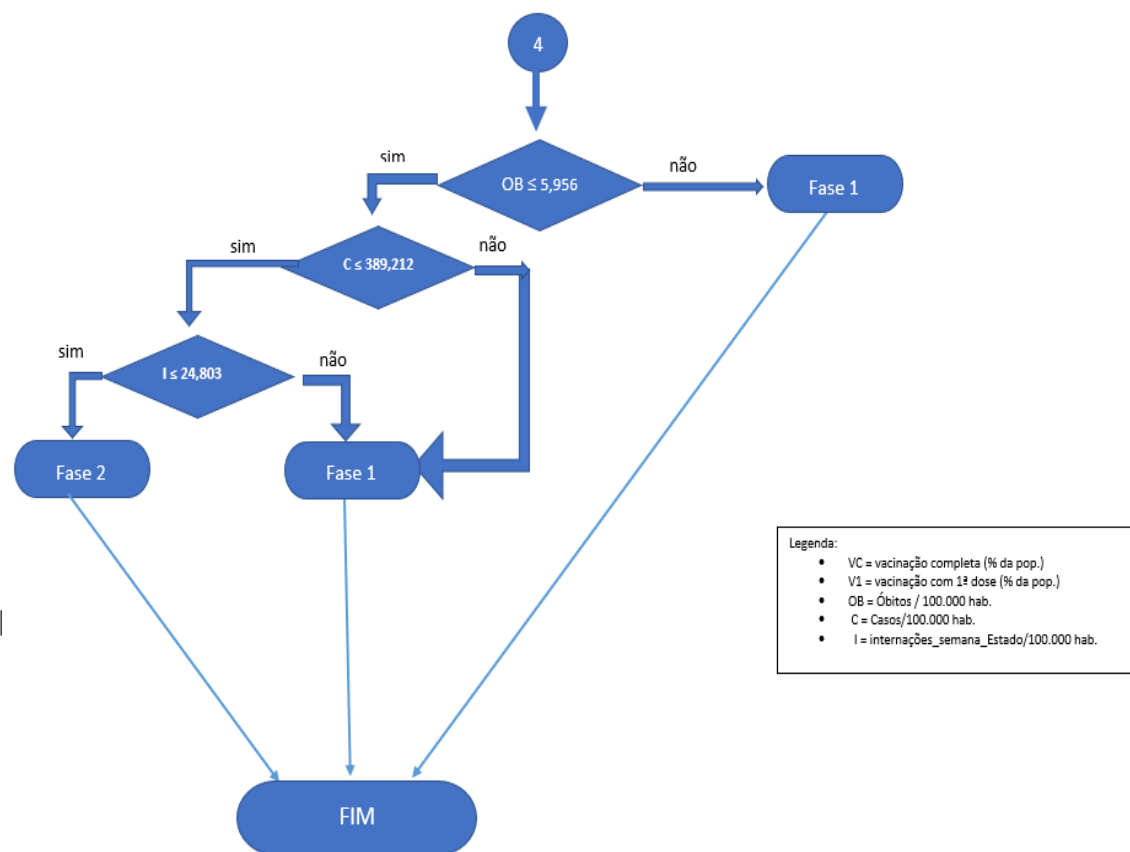 4
sim
OB ≤ 5,956
não
Fase 1
sim
C ≤ 389,212
não
sim
I ≤ 24,803
não
Fase 2
Fase 1
Legenda:
• VC = vacinação completa (% da pop.)
• V1 = vacinação com 1ª dose (% da pop.)
• OB = Óbitos / 100.000 hab.
• C = Casos/100.000 hab.
• I = internações_semana_Estado/100.000 hab.
FIM